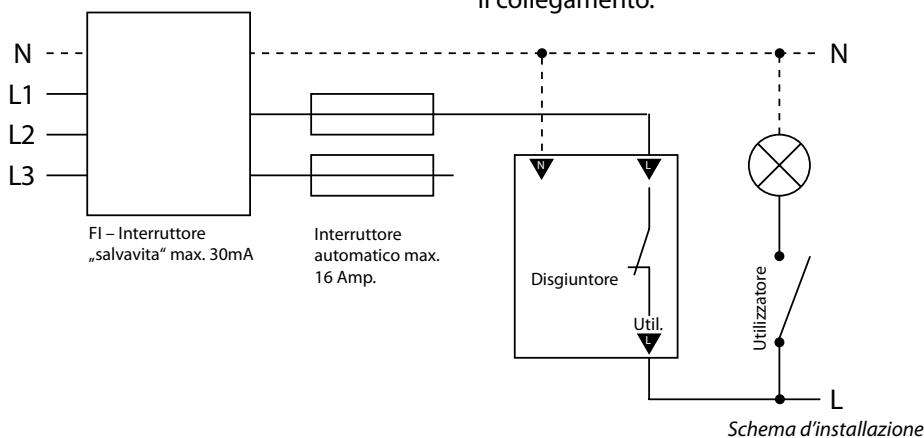 il collegamento.
N
N
L1
L2
L3
FI – Interruttore
„salvavita“ max. 30mA
Interruttore
automatico max.
16 Amp.
N
L
Disgiuntore
Util.
L
Utilizzatore
L
Schema d’installazione